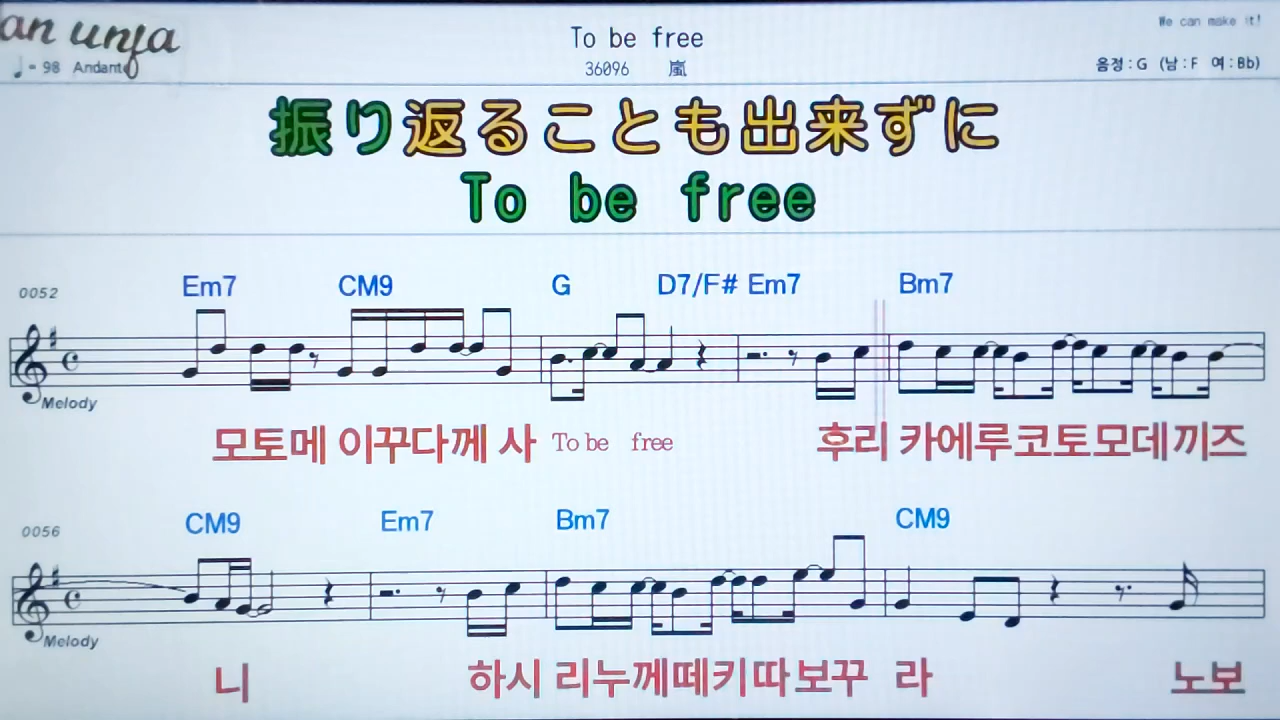 an unja
To be free
We can make it!
♩= 98 Andante
36096 嵐
음정 : G (남 : F 여 : Bb)
振り返ることも出来ずに
To be free
0052 Em7 CM9 G D7/F# Em7 Bm7
Melody
모토메 이꾸다께 사 To be free 후리 카에루코토모데끼즈
0056 CM9 Em7 Bm7 CM9
Melody
니 하시 리누께떼키따보꾸 라 노보